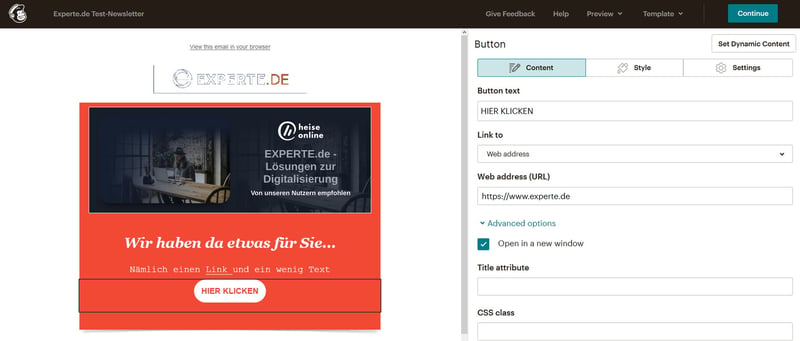 Experte.de Test-Newsletter
Give Feedback
Help
Preview
Template
Continue
View this email in your browser
EXPERTE.DE
heise
online
EXPERTE.de -
Lösungen zur
Digitalisierung
Von unseren Nutzern empfohlen
Wir haben da etwas für Sie...
Nämlich einen Link und ein wenig Text
HIER KLICKEN
Button
Set Dynamic Content
Content
Style
Settings
Button text
HIER KLICKEN
Link to
Web address
Web address (URL)
https://www.experte.de
Advanced options
Open in a new window
Title attribute
CSS class